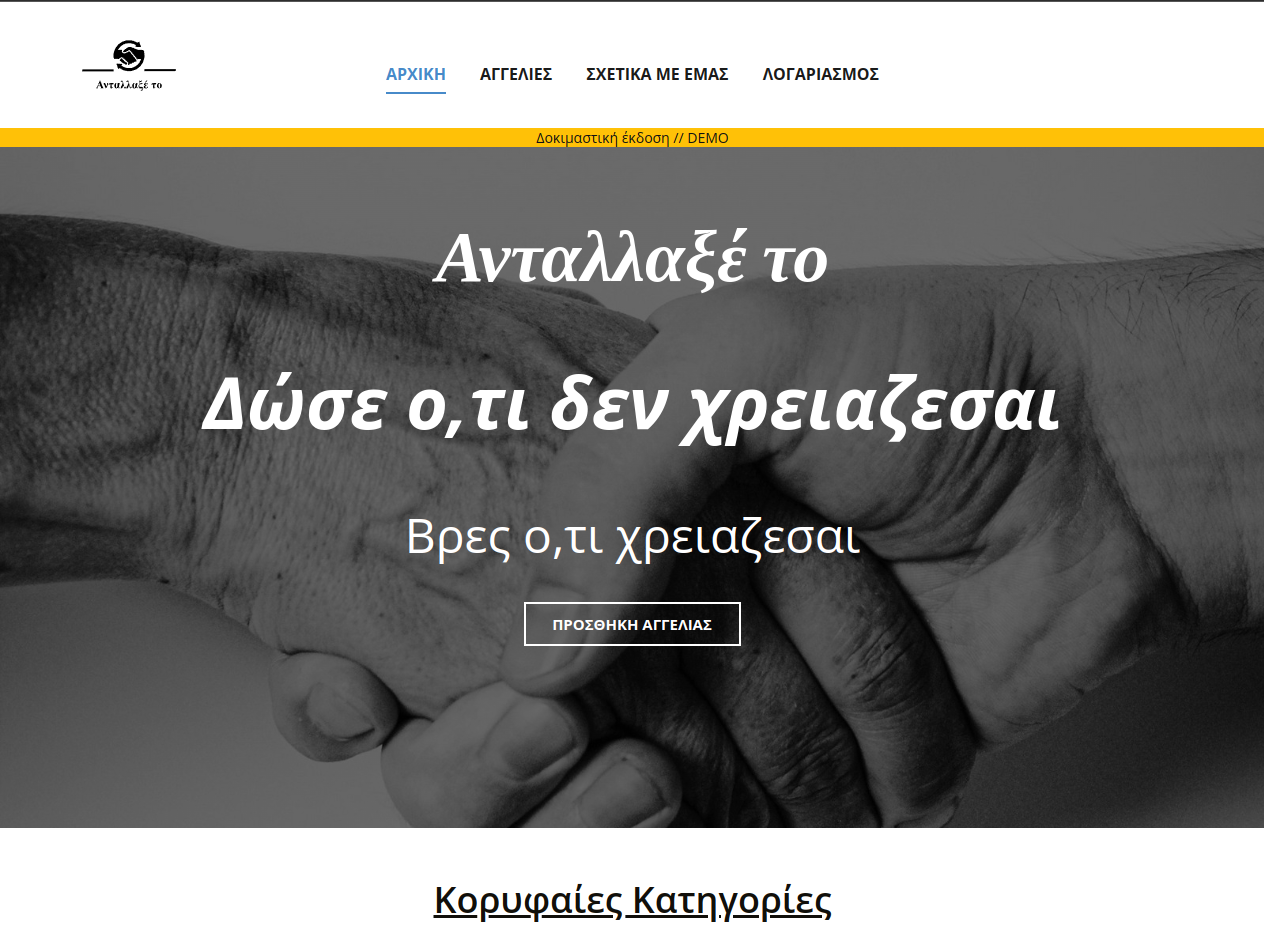 Ανταλλαξέ το
ΑΡΧΙΚΗ ΑΓΓΕΛΙΕΣ ΣΧΕΤΙΚΑ ΜΕ ΕΜΑΣ ΛΟΓΑΡΙΑΣΜΟΣ
Δοκιμαστική έκδοση // DEMO
Ανταλλαξέ το
Δώσε ο,τι δεν χρειαζεσαι
Βρες ο,τι χρειαζεσαι
ΠΡΟΣΘΗΚΗ ΑΓΓΕΛΙΑΣ
Κορυφαίες Κατηγορίες